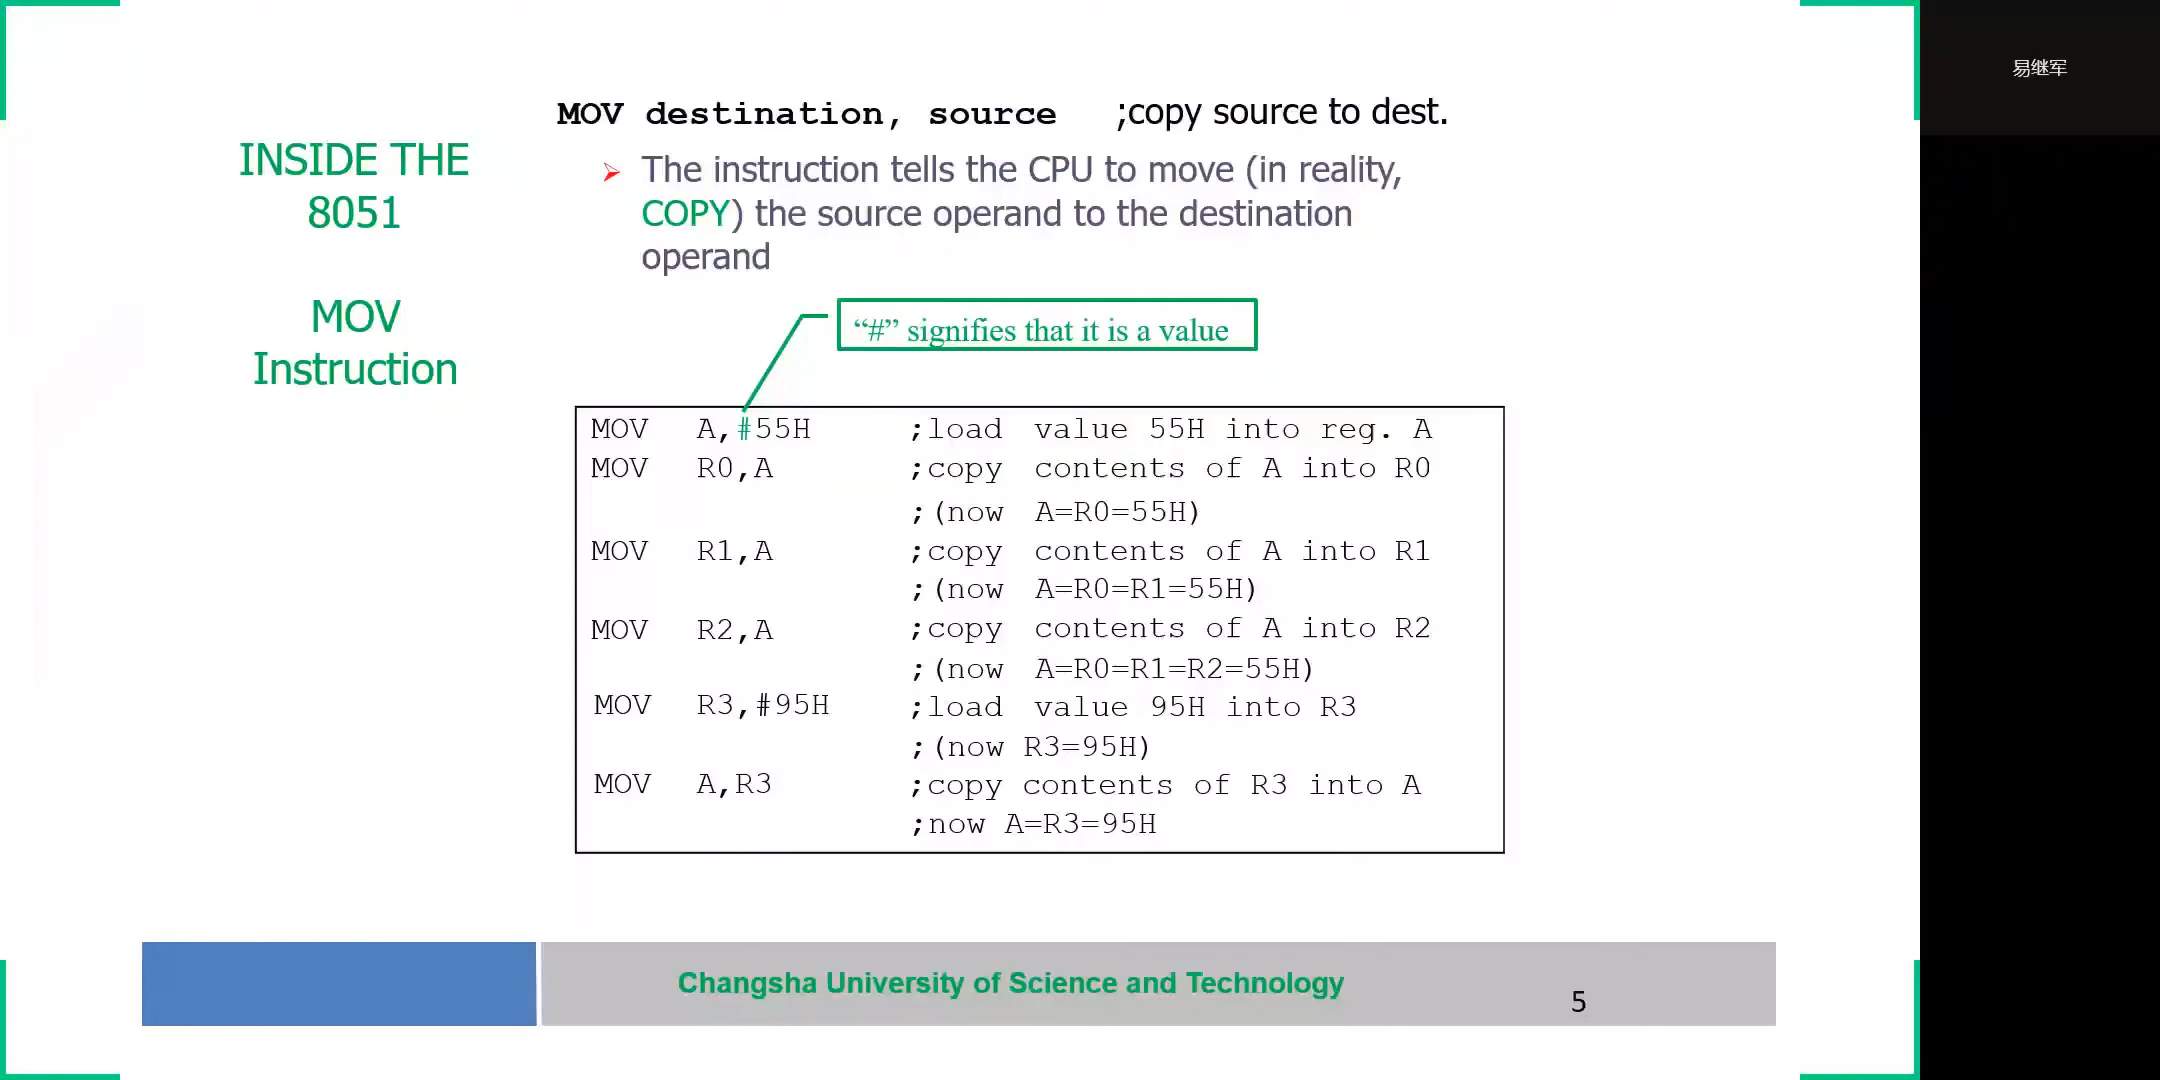 易继军
MOV destination, source ;copy source to dest.
INSIDE THE
8051
MOV
Instruction
➢ The instruction tells the CPU to move (in reality,
COPY) the source operand to the destination
operand
“#” signifies that it is a value
MOV A,#55H ;load value 55H into reg. A
MOV R0,A ;copy contents of A into R0
;(now A=R0=55H)
MOV R1,A ;copy contents of A into R1
;(now A=R0=R1=55H)
MOV R2,A ;copy contents of A into R2
;(now A=R0=R1=R2=55H)
MOV R3,#95H ;load value 95H into R3
;(now R3=95H)
MOV A,R3 ;copy contents of R3 into A
;now A=R3=95H
Changsha University of Science and Technology
5